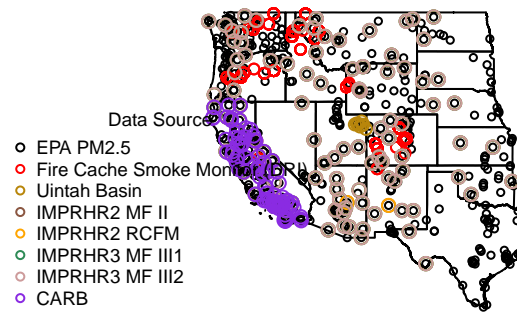 Data Source
EPA PM2.5
Fire Cache Smoke Monitor (DRI)
Uintah Basin
IMPRHR2 MF II
IMPRHR2 RCFM
IMPRHR3 MF III1
IMPRHR3 MF III2
CARB